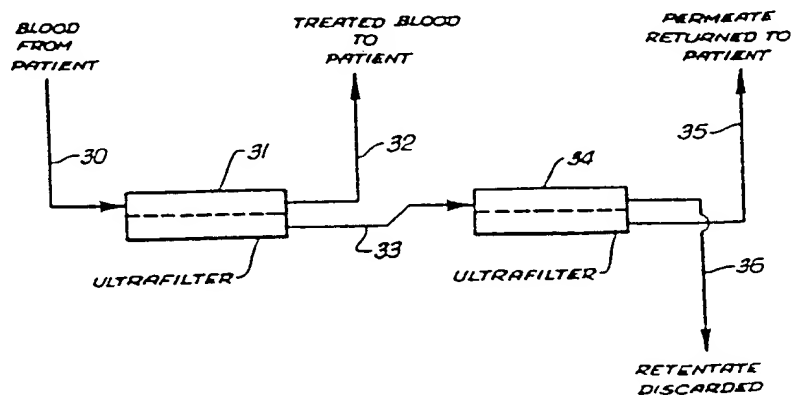 BLOOD
FROM
PATIENT
TREATED BLOOD
TO
PATIENT
PERMEATE
RETURNED TO
PATIENT
30
31
32
33
34
35
36
ULTRAFILTER
ULTRAFILTER
RETENTATE
DISCARDED